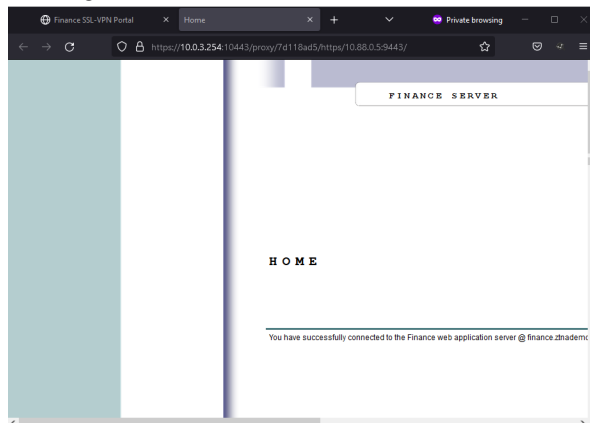 Finance SSL-VPN Portal
Home
Private browsing
https://10.0.3.254:10443/proxy/7d118ad5/https/10.88.0.5:9443/
FINANCE SERVER
HOME
You have successfully connected to the Finance web application server @ finance.ztnademo